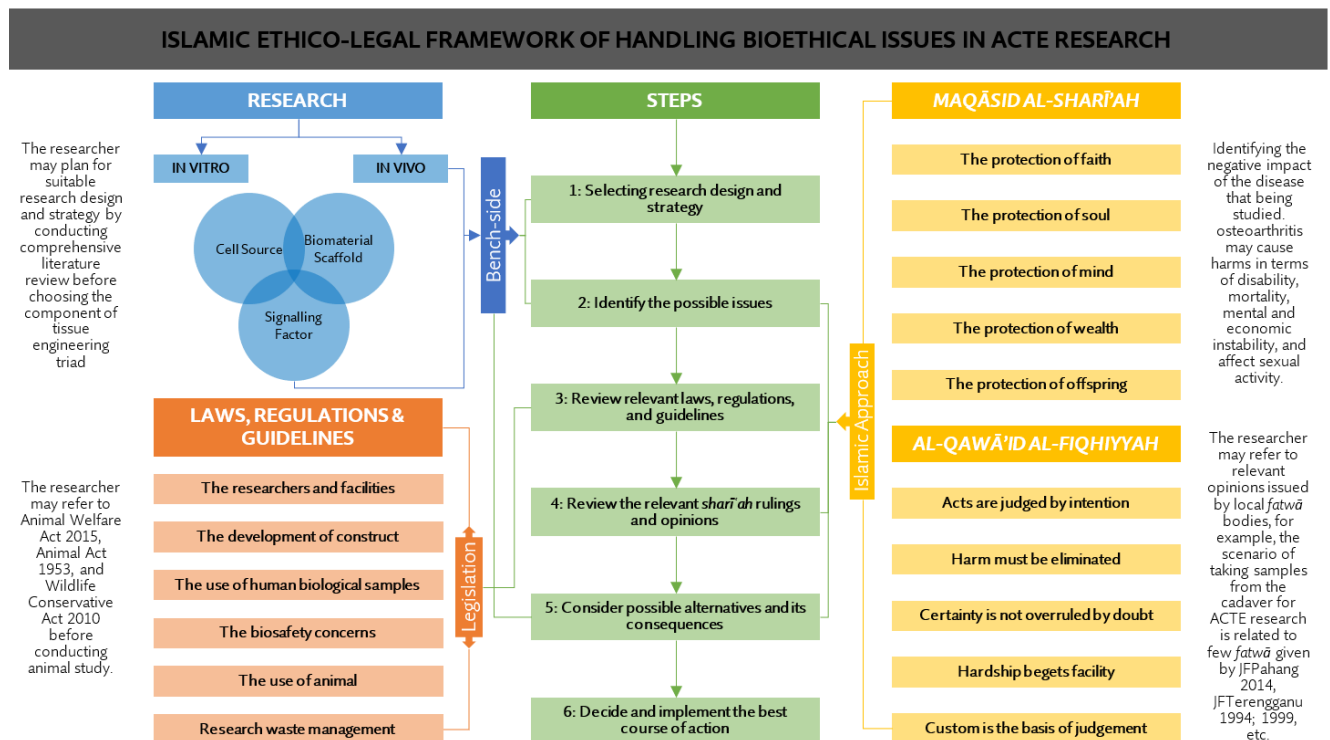 ISLAMIC ETHICO-LEGAL FRAMEWORK OF HANDLING BIOETHICAL ISSUES IN ACTE RESEARCH
The researcher
may plan for
suitable
research design
and strategy by
conducting
comprehensive
literature
review before
choosing the
component of
tissue
engineering
triad
RESEARCH
IN VITRO
IN VIVO
Cell Source
Biomaterial
Scaffold
Signalling
Factor
Bench-side
The researcher
may refer to
Animal Welfare
Act 2015,
Animal Act
1953, and
Wildlife
Conservative
Act 2010
before
conducting
animal study.
LAWS, REGULATIONS &
GUIDELINES
The researchers and facilities
The development of construct
The use of human biological samples
The biosafety concerns
The use of animal
Research waste management
Legislation
STEPS
1: Selecting research design and
strategy
2: Identify the possible issues
3: Review relevant laws, regulations,
and guidelines
4: Review the relevant sharī`ah rulings
and opinions
5: Consider possible alternatives and its
consequences
6: Decide and implement the best
course of action
Islamic Approach
MAQĀSID AL-SHARĪ’AH
The protection of faith
The protection of soul
The protection of mind
The protection of wealth
The protection of offspring
AL-QAWĀ’ID AL-FIQHIYYAH
Acts are judged by intention
Harm must be eliminated
Certainty is not overruled by doubt
Hardship begets facility
Custom is the basis of judgement
Identifying the
negative impact
of the disease
that being
studied.
osteoarthritis
may cause
harms in terms
of disability,
mortality,
mental and
economic
instability, and
affect sexual
activity.
The researcher
may refer to
relevant
opinions issued
by local fatwā
bodies, for
example, the
scenario of
taking samples
from the
cadaver for
ACTE research
is related to
few fatwā given
by JFPahang
2014,
JFTerengganu
1994; 1999,
etc.